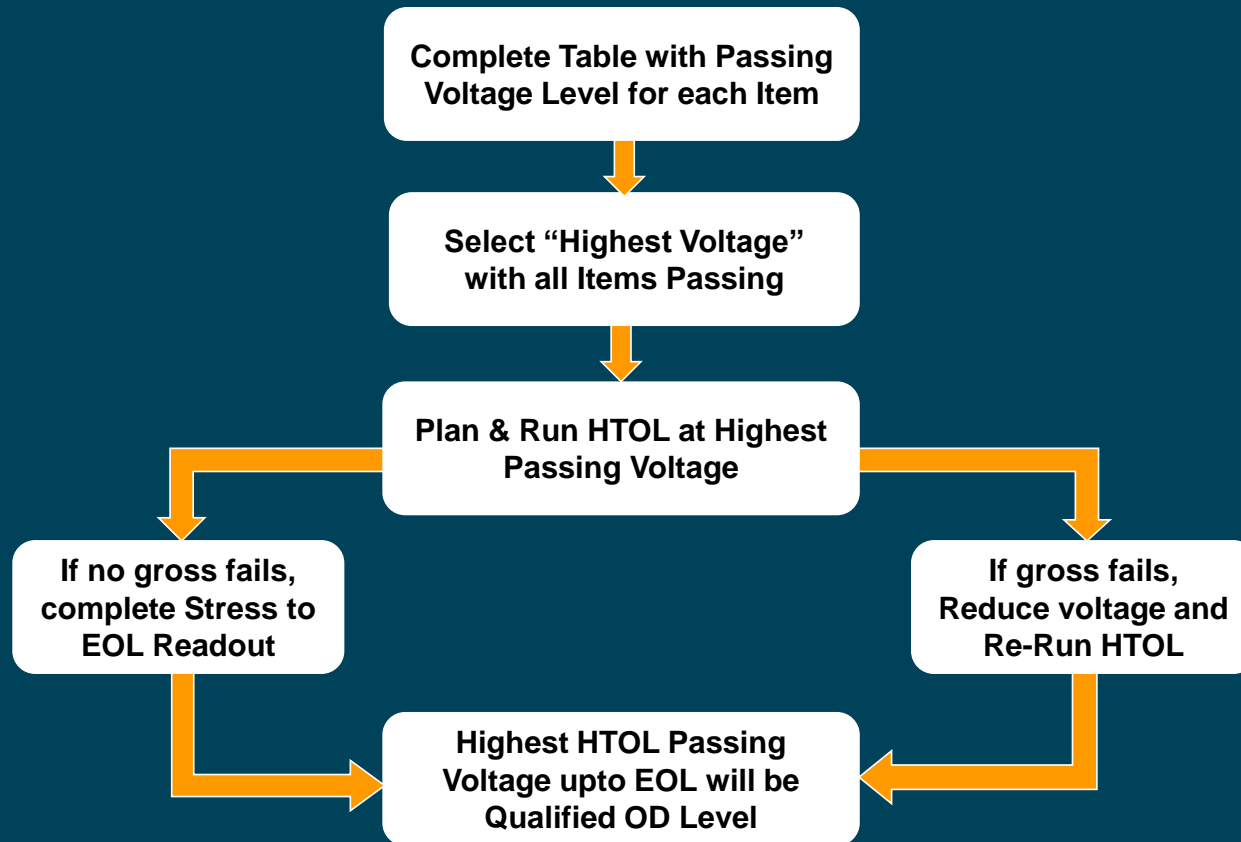 Complete Table with Passing
Voltage Level for each Item
Select “Highest Voltage”
with all Items Passing
Plan & Run HTOL at Highest
Passing Voltage
If no gross fails,
complete Stress to
EOL Readout
If gross fails,
Reduce voltage and
Re-Run HTOL
Highest HTOL Passing
Voltage upto EOL will be
Qualified OD Level